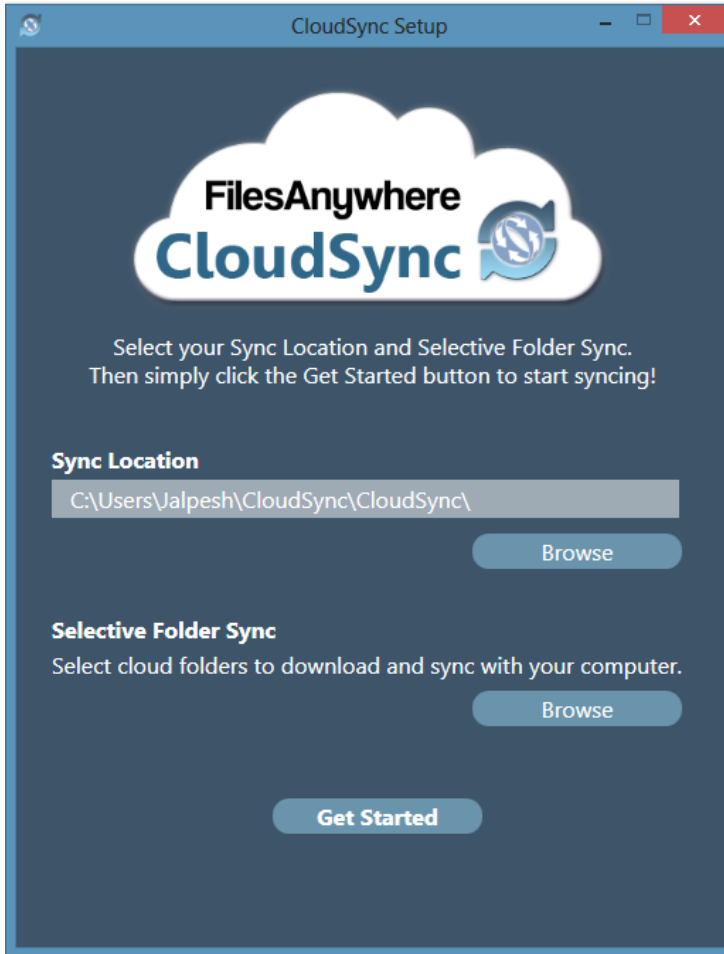 CloudSync Setup
FilesAnywhere
CloudSync
Select your Sync Location and Selective Folder Sync.
Then simply click the Get Started button to start syncing!
Sync Location
C:\Users\Jalpesh\CloudSync\CloudSync\
Browse
Selective Folder Sync
Select cloud folders to download and sync with your computer.
Browse
Get Started